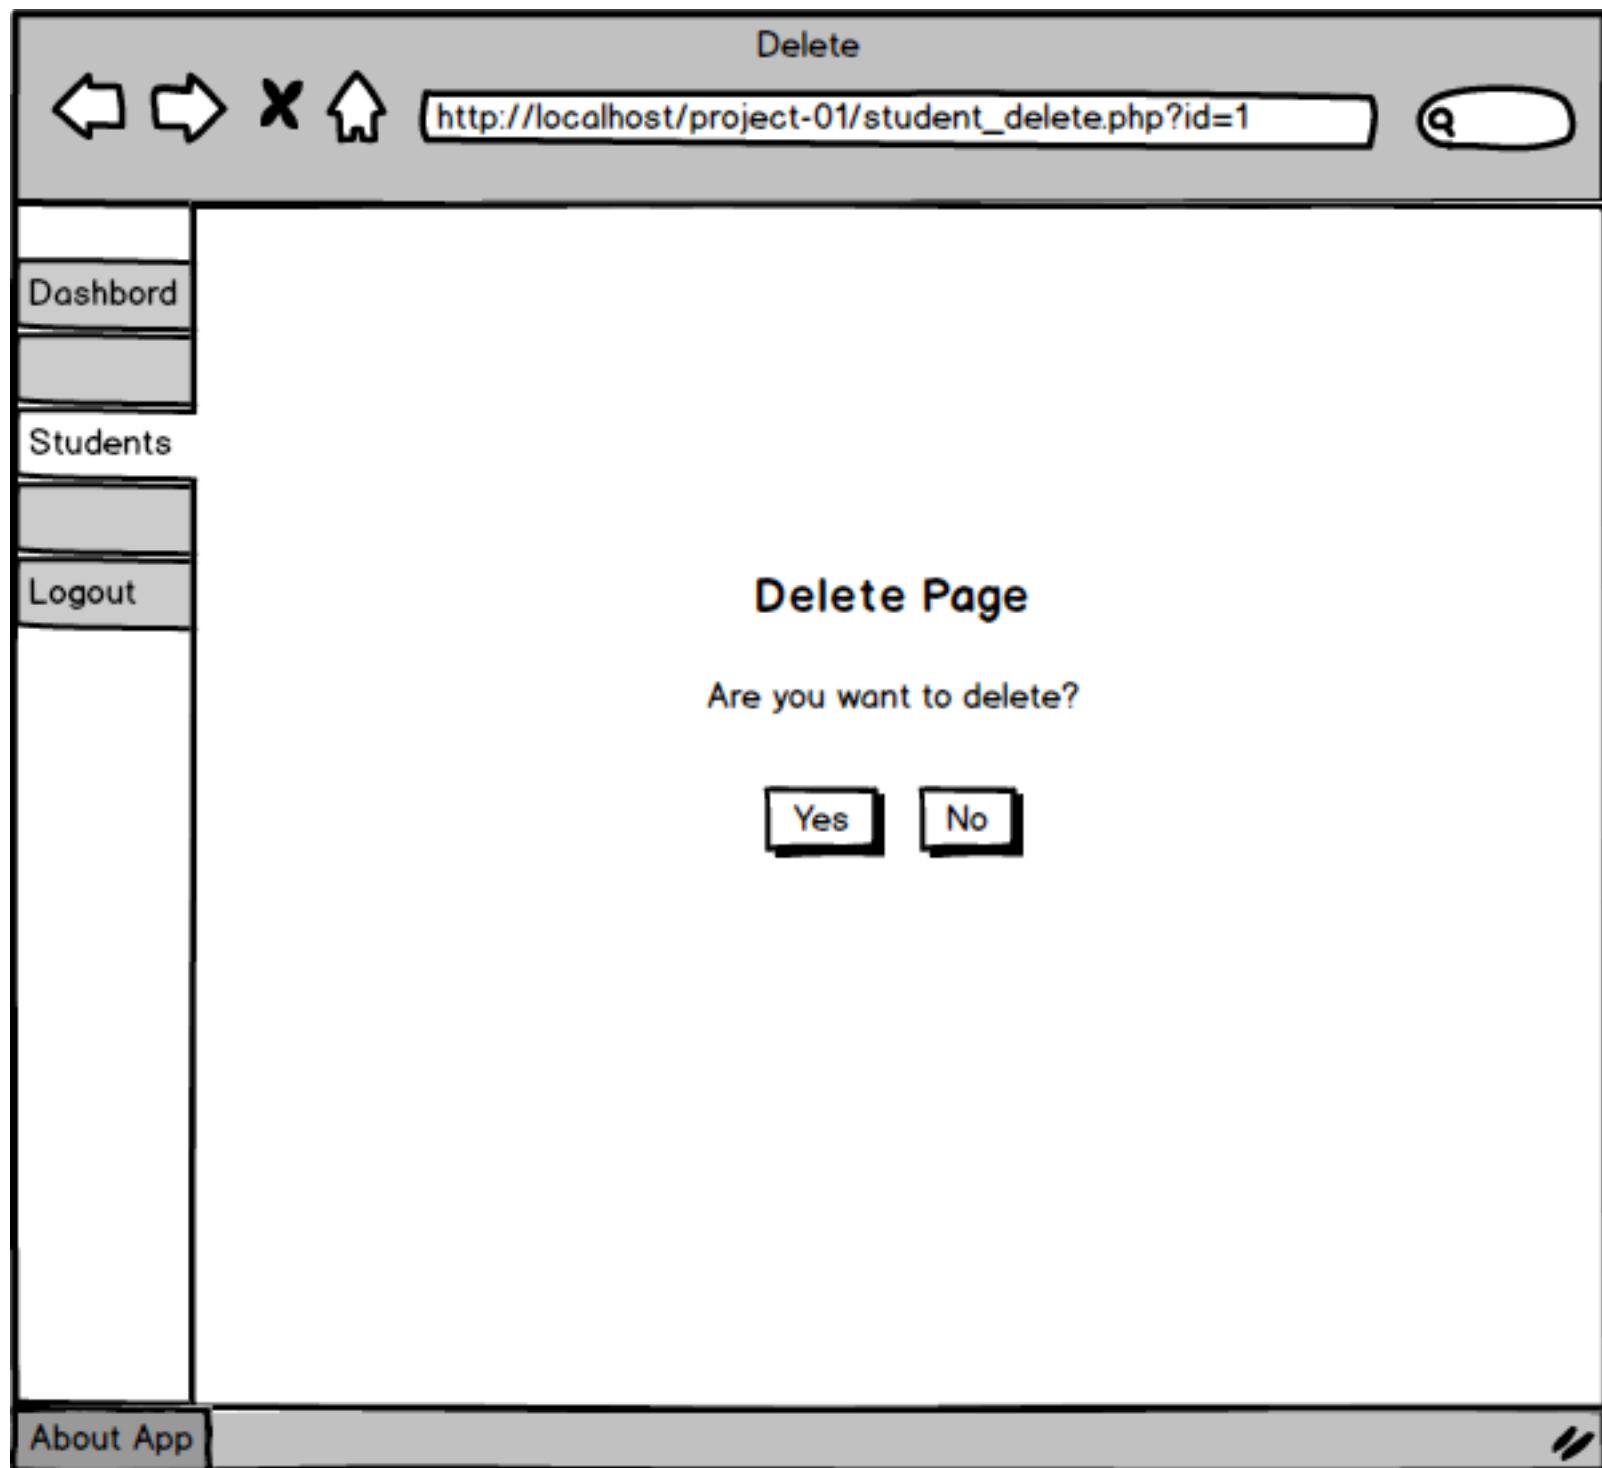 Delete
http://localhost/project-01/student_delete.php?id=1
Dashbord
Students
Logout
Delete Page
Are you want to delete?
Yes No
About App